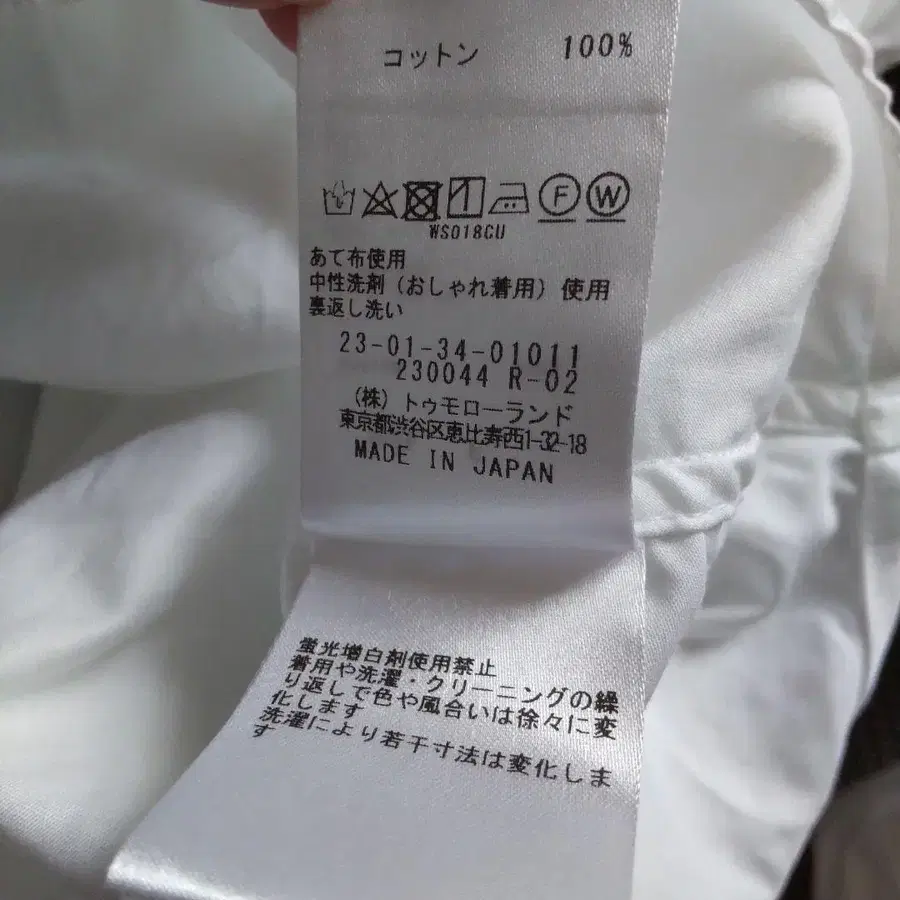 コットン 100%
F W
WS018CU
あて布使用
中性洗剤（おしゃれ着用）使用
裏返し洗い
23-01-34-01011
230044 R-02
（株）トゥモローランド
東京都渋谷区恵比寿西1-32-18
MADE IN JAPAN
蛍光増白剤使用禁止
着用や洗濯・クリーニングの繰
り返しで色や風合いは徐々に変
化します
洗濯により若干寸法は変化しま
す